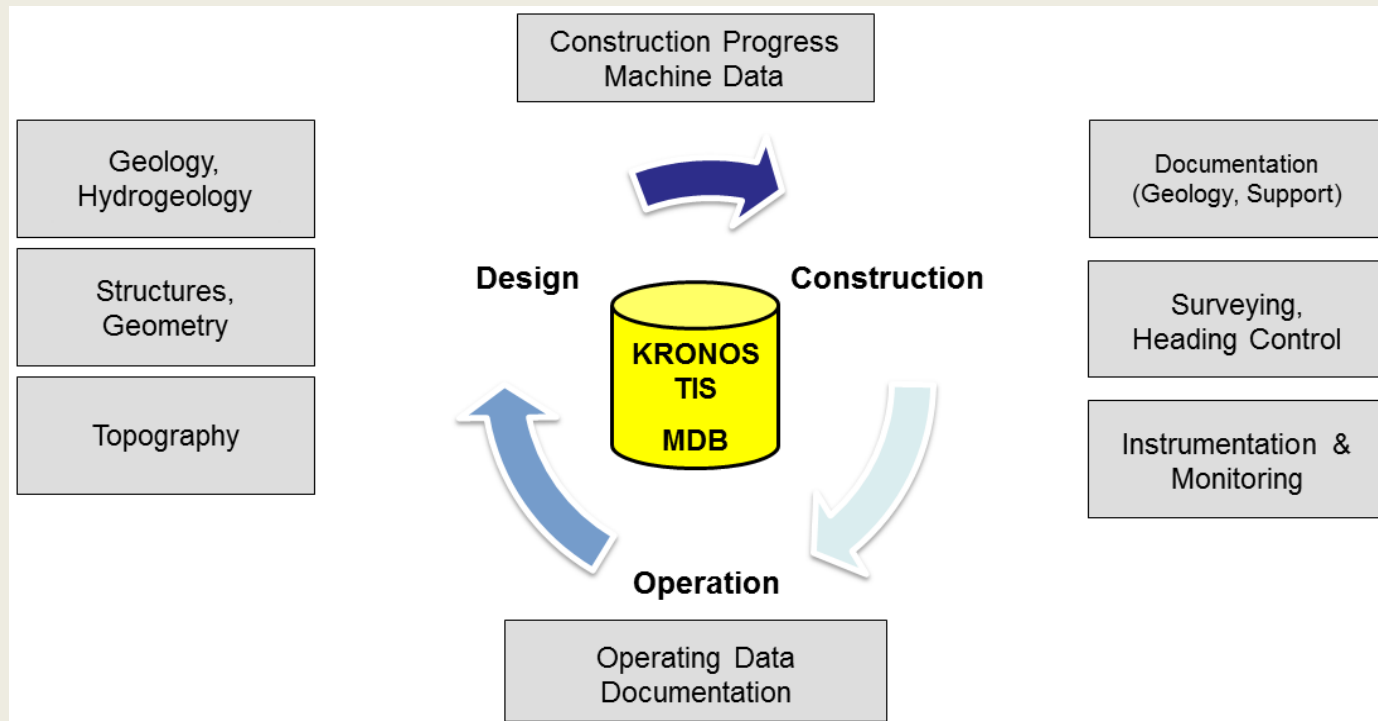 Construction Progress
Machine Data
Geology,
Hydrogeology
Structures,
Geometry
Topography
Design
Construction
KRONOS
TIS
MDB
Operation
Documentation
(Geology, Support)
Surveying,
Heading Control
Instrumentation &
Monitoring
Operating Data
Documentation